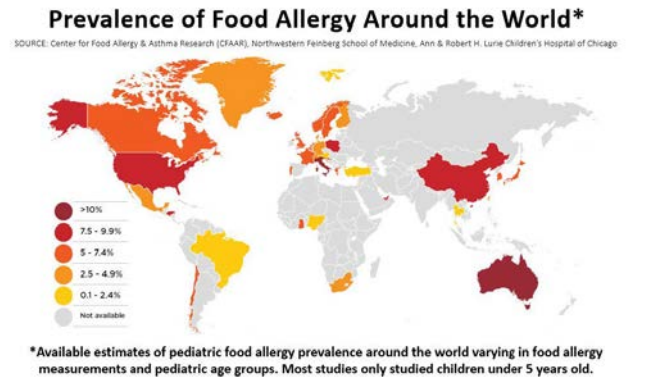 Prevalence of Food Allergy Around the World*
SOURCE: Center for Food Allergy & Asthma Research (CFAAR), Northwestern Feinberg School of Medicine, Ann & Robert H. Lurie Children's Hospital of Chicago
>10%
7.5 - 9.9%
5 - 7.4%
2.5 - 4.9%
0.1 - 2.4%
Not available
*Available estimates of pediatric food allergy prevalence around the world varying in food allergy
measurements and pediatric age groups. Most studies only studied children under 5 years old.